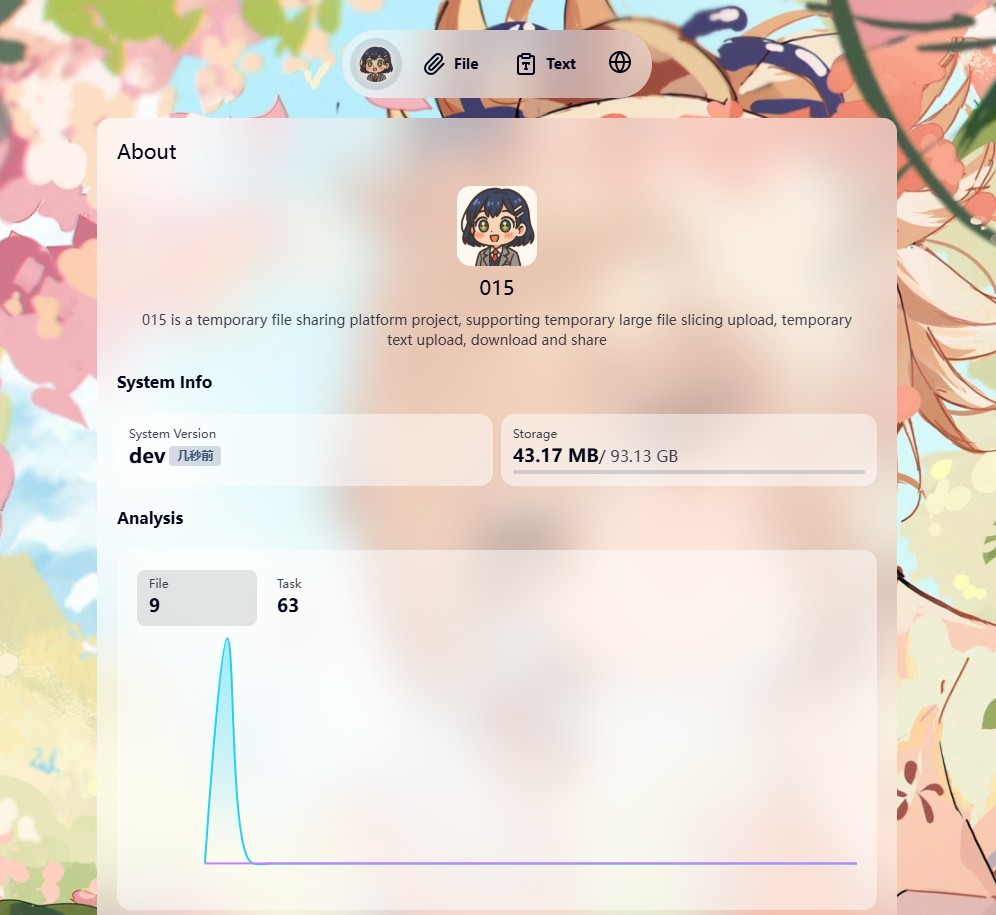 File
Text
About
015
015 is a temporary file sharing platform project, supporting temporary large file slicing upload, temporary
text upload, download and share
System Info
System Version
dev 几秒前
Storage
43.17 MB/ 93.13 GB
Analysis
File
9
Task
63